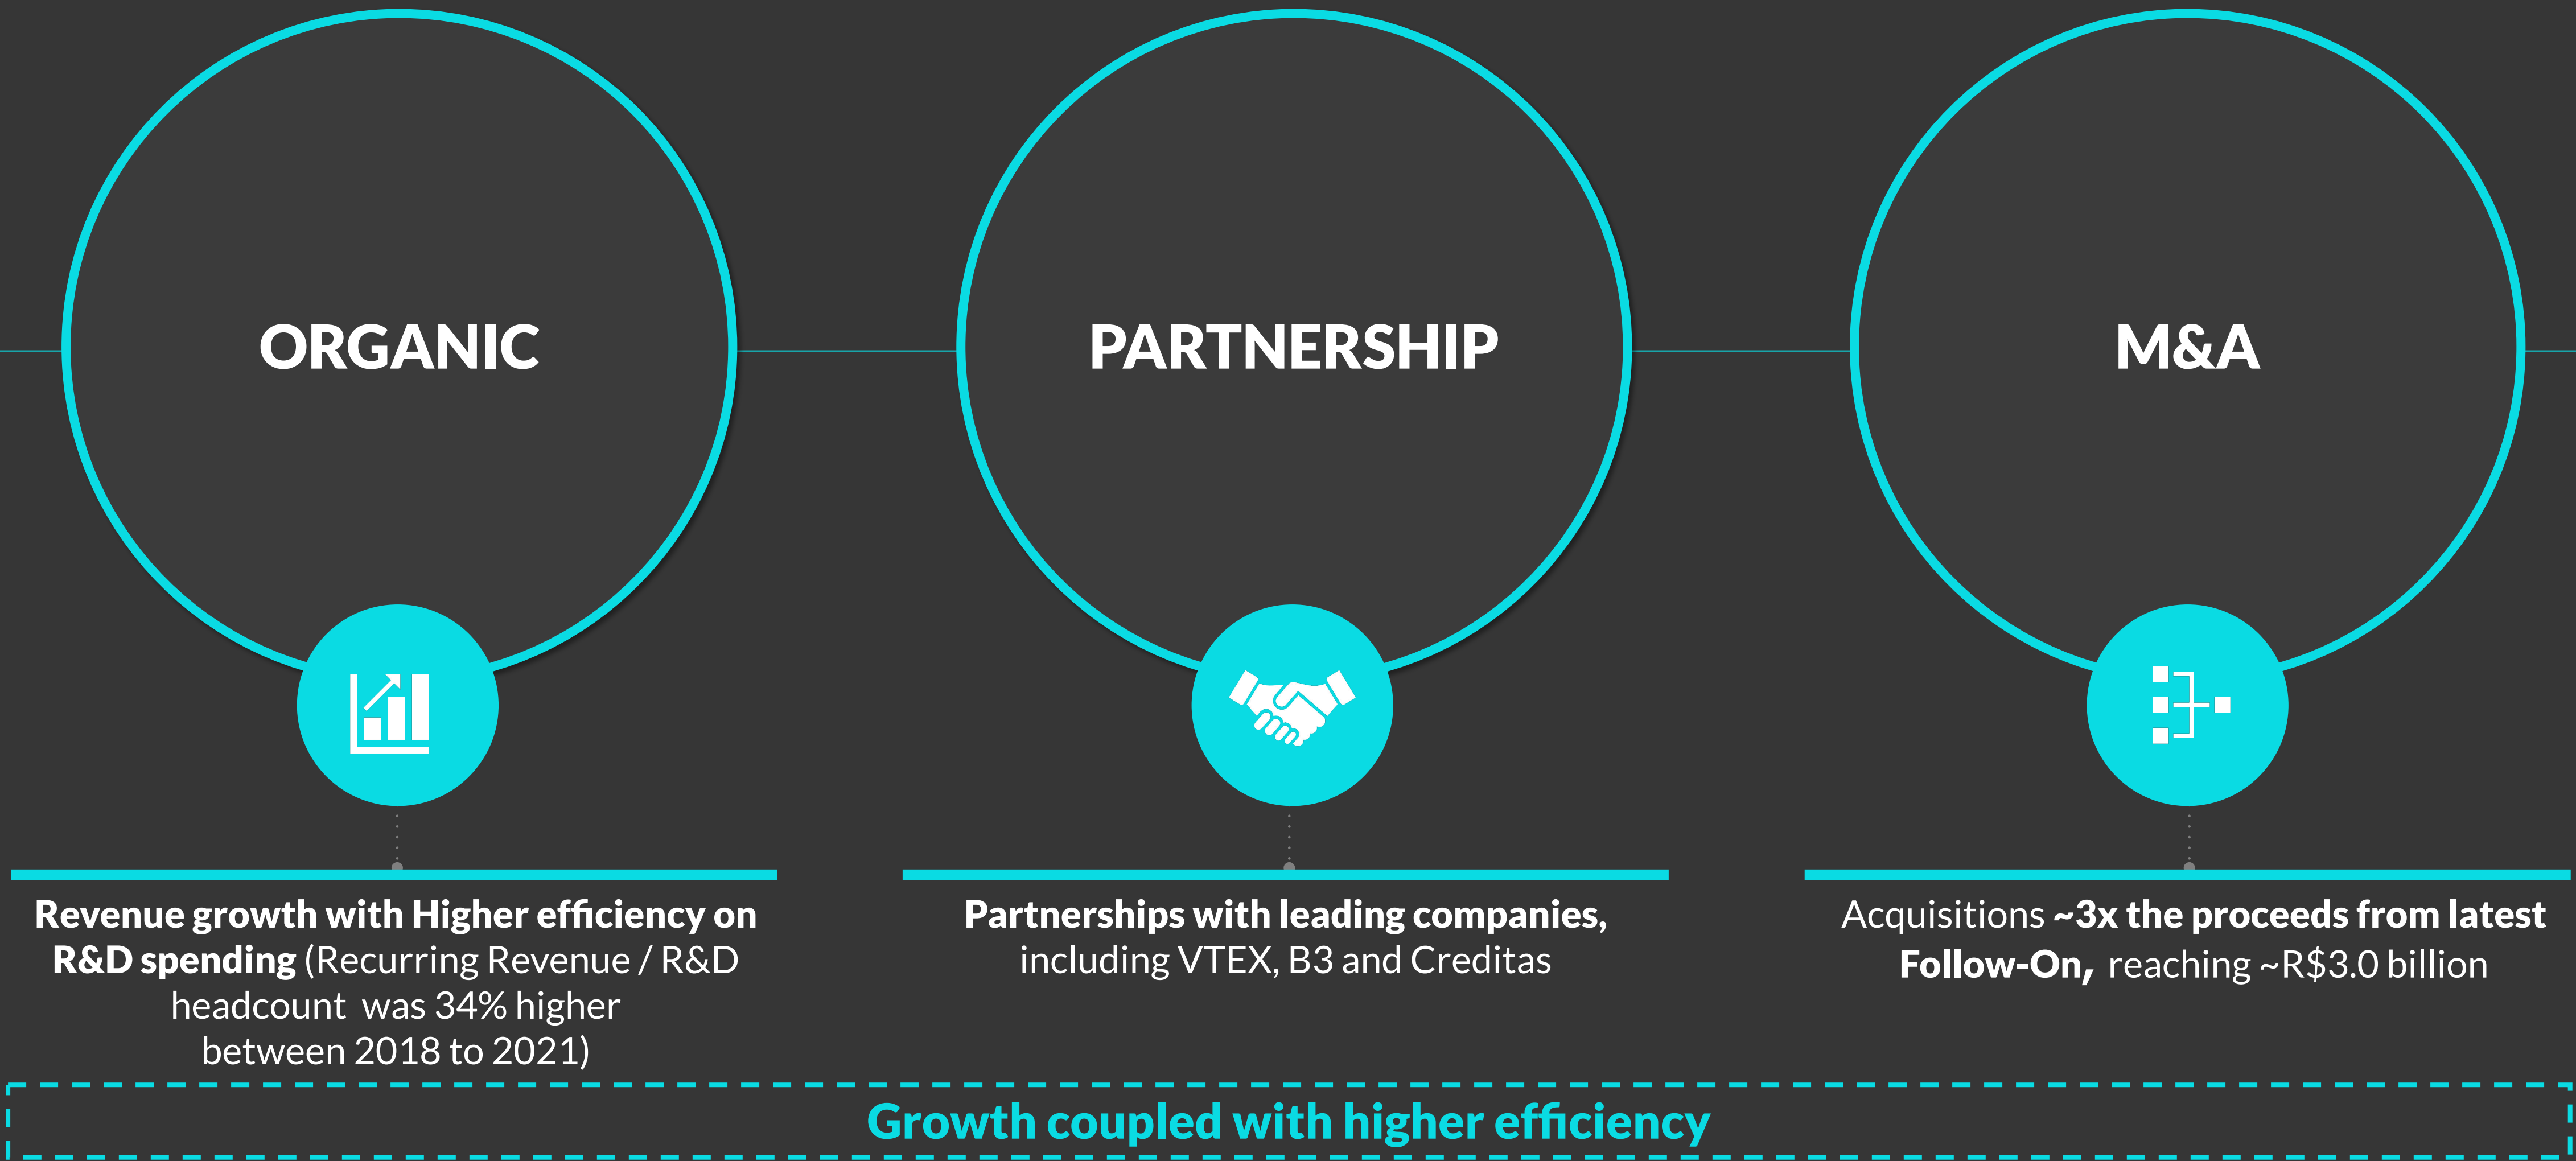 ORGANIC
PARTNERSHIP
M&A
Revenue growth with Higher efficiency on
R&D spending (Recurring Revenue / R&D
headcount was 34% higher
between 2018 to 2021)
Partnerships with leading companies,
including VTEX, B3 and Creditas
Acquisitions ~3x the proceeds from latest
Follow-On, reaching ~R$3.0 billion
Growth coupled with higher efficiency